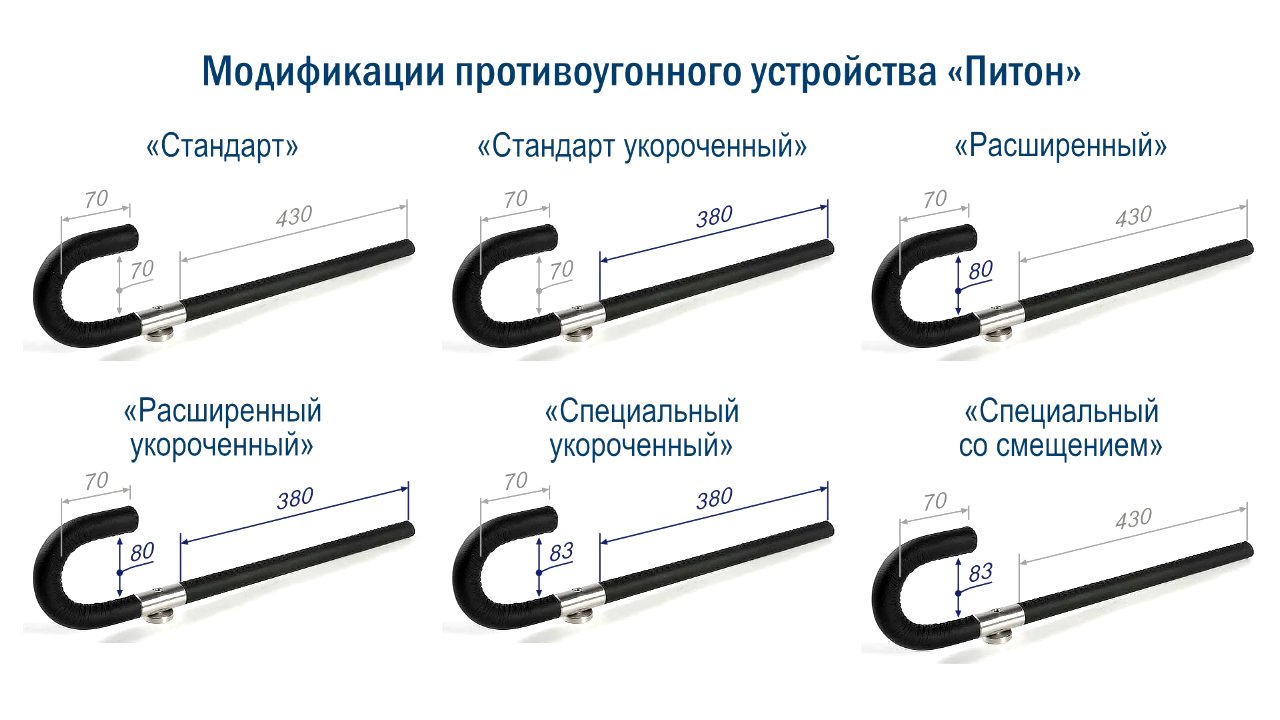 Модификации противоугонного устройства «Питон»
«Стандарт»
«Стандарт укороченный»
«Расширенный»
70
430
70
70
380
70
70
430
80
«Расширенный
укороченный»
«Специальный
укороченный»
«Специальный
со смещением»
70
380
80
70
380
83
70
430
83